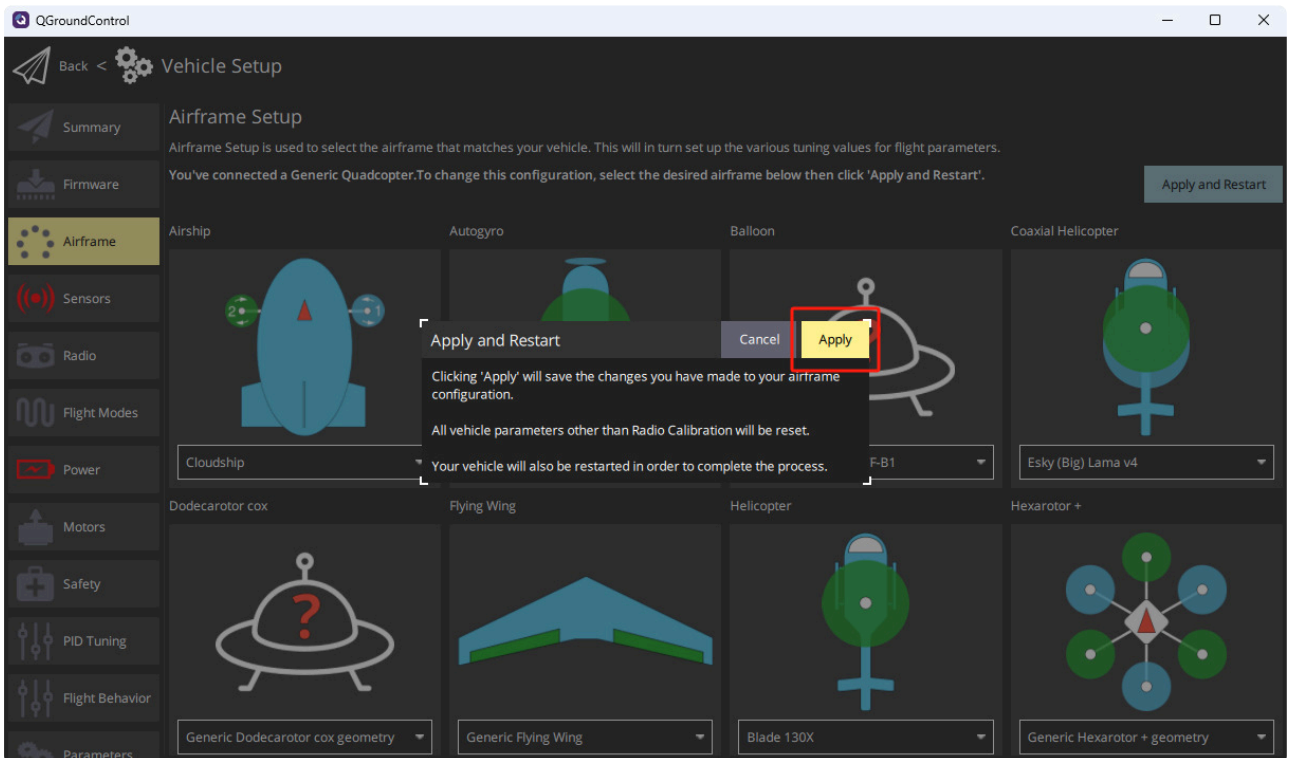 QGroundControl
Back < Vehicle Setup
Summary
Firmware
Airframe
Sensors
Radio
Flight Modes
Power
Motors
Safety
PID Tuning
Flight Behavior
Parameters
Airframe Setup
Airframe Setup is used to select the airframe that matches your vehicle. This will in turn set up the various tuning values for flight parameters.
You've connected a Generic Quadcopter.To change this configuration, select the desired airframe below then click 'Apply and Restart'.
Apply and Restart
Airship
Autogyro
Balloon
Coaxial Helicopter
2
1
Apply and Restart
Cancel
Apply
Clicking 'Apply' will save the changes you have made to your airframe
configuration.
All vehicle parameters other than Radio Calibration will be reset.
Your vehicle will also be restarted in order to complete the process.
Cloudship
F-B1
Esky (Big) Lama v4
Dodecarotor cox
Flying Wing
Helicopter
Hexarotor +
?
Generic Dodecarotor cox geometry
Generic Flying Wing
Blade 130X
Generic Hexarotor + geometry